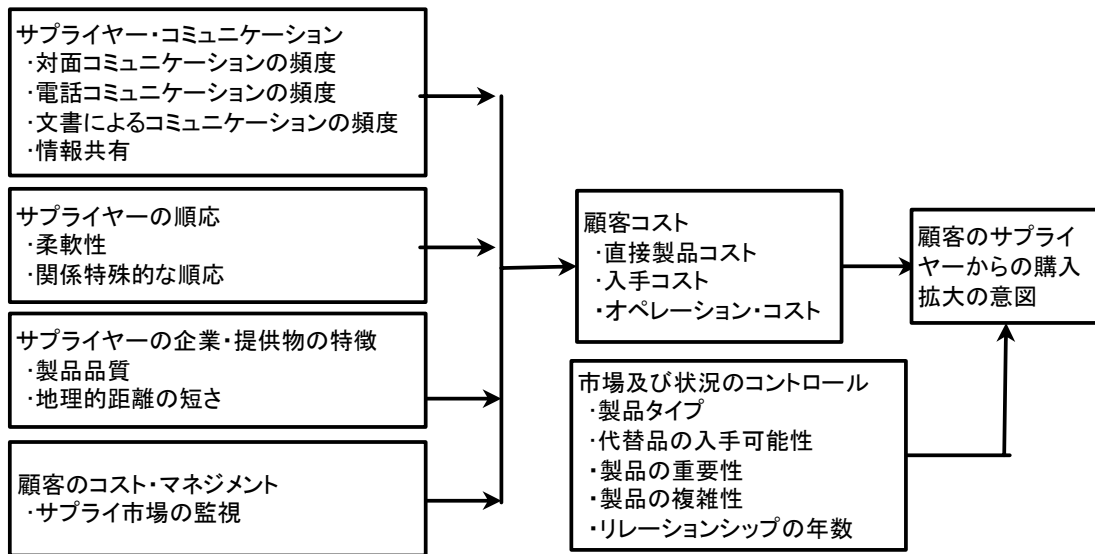 サプライヤー・コミュニケーション
・対面コミュニケーションの頻度
・電話コミュニケーションの頻度
・文書によるコミュニケーションの頻度
・情報共有
サプライヤーの順応
・柔軟性
・関係特殊的な順応
サプライヤーの企業・提供物の特徴
・製品品質
・地理的距離の短さ
顧客のコスト・マネジメント
・サプライ市場の監視
顧客コスト
・直接製品コスト
・入手コスト
・オペレーション・コスト
市場及び状況のコントロール
・製品タイプ
・代替品の入手可能性
・製品の重要性
・製品の複雑性
・リレーションシップの年数
顧客のサプライ
ヤーからの購入
拡大の意図